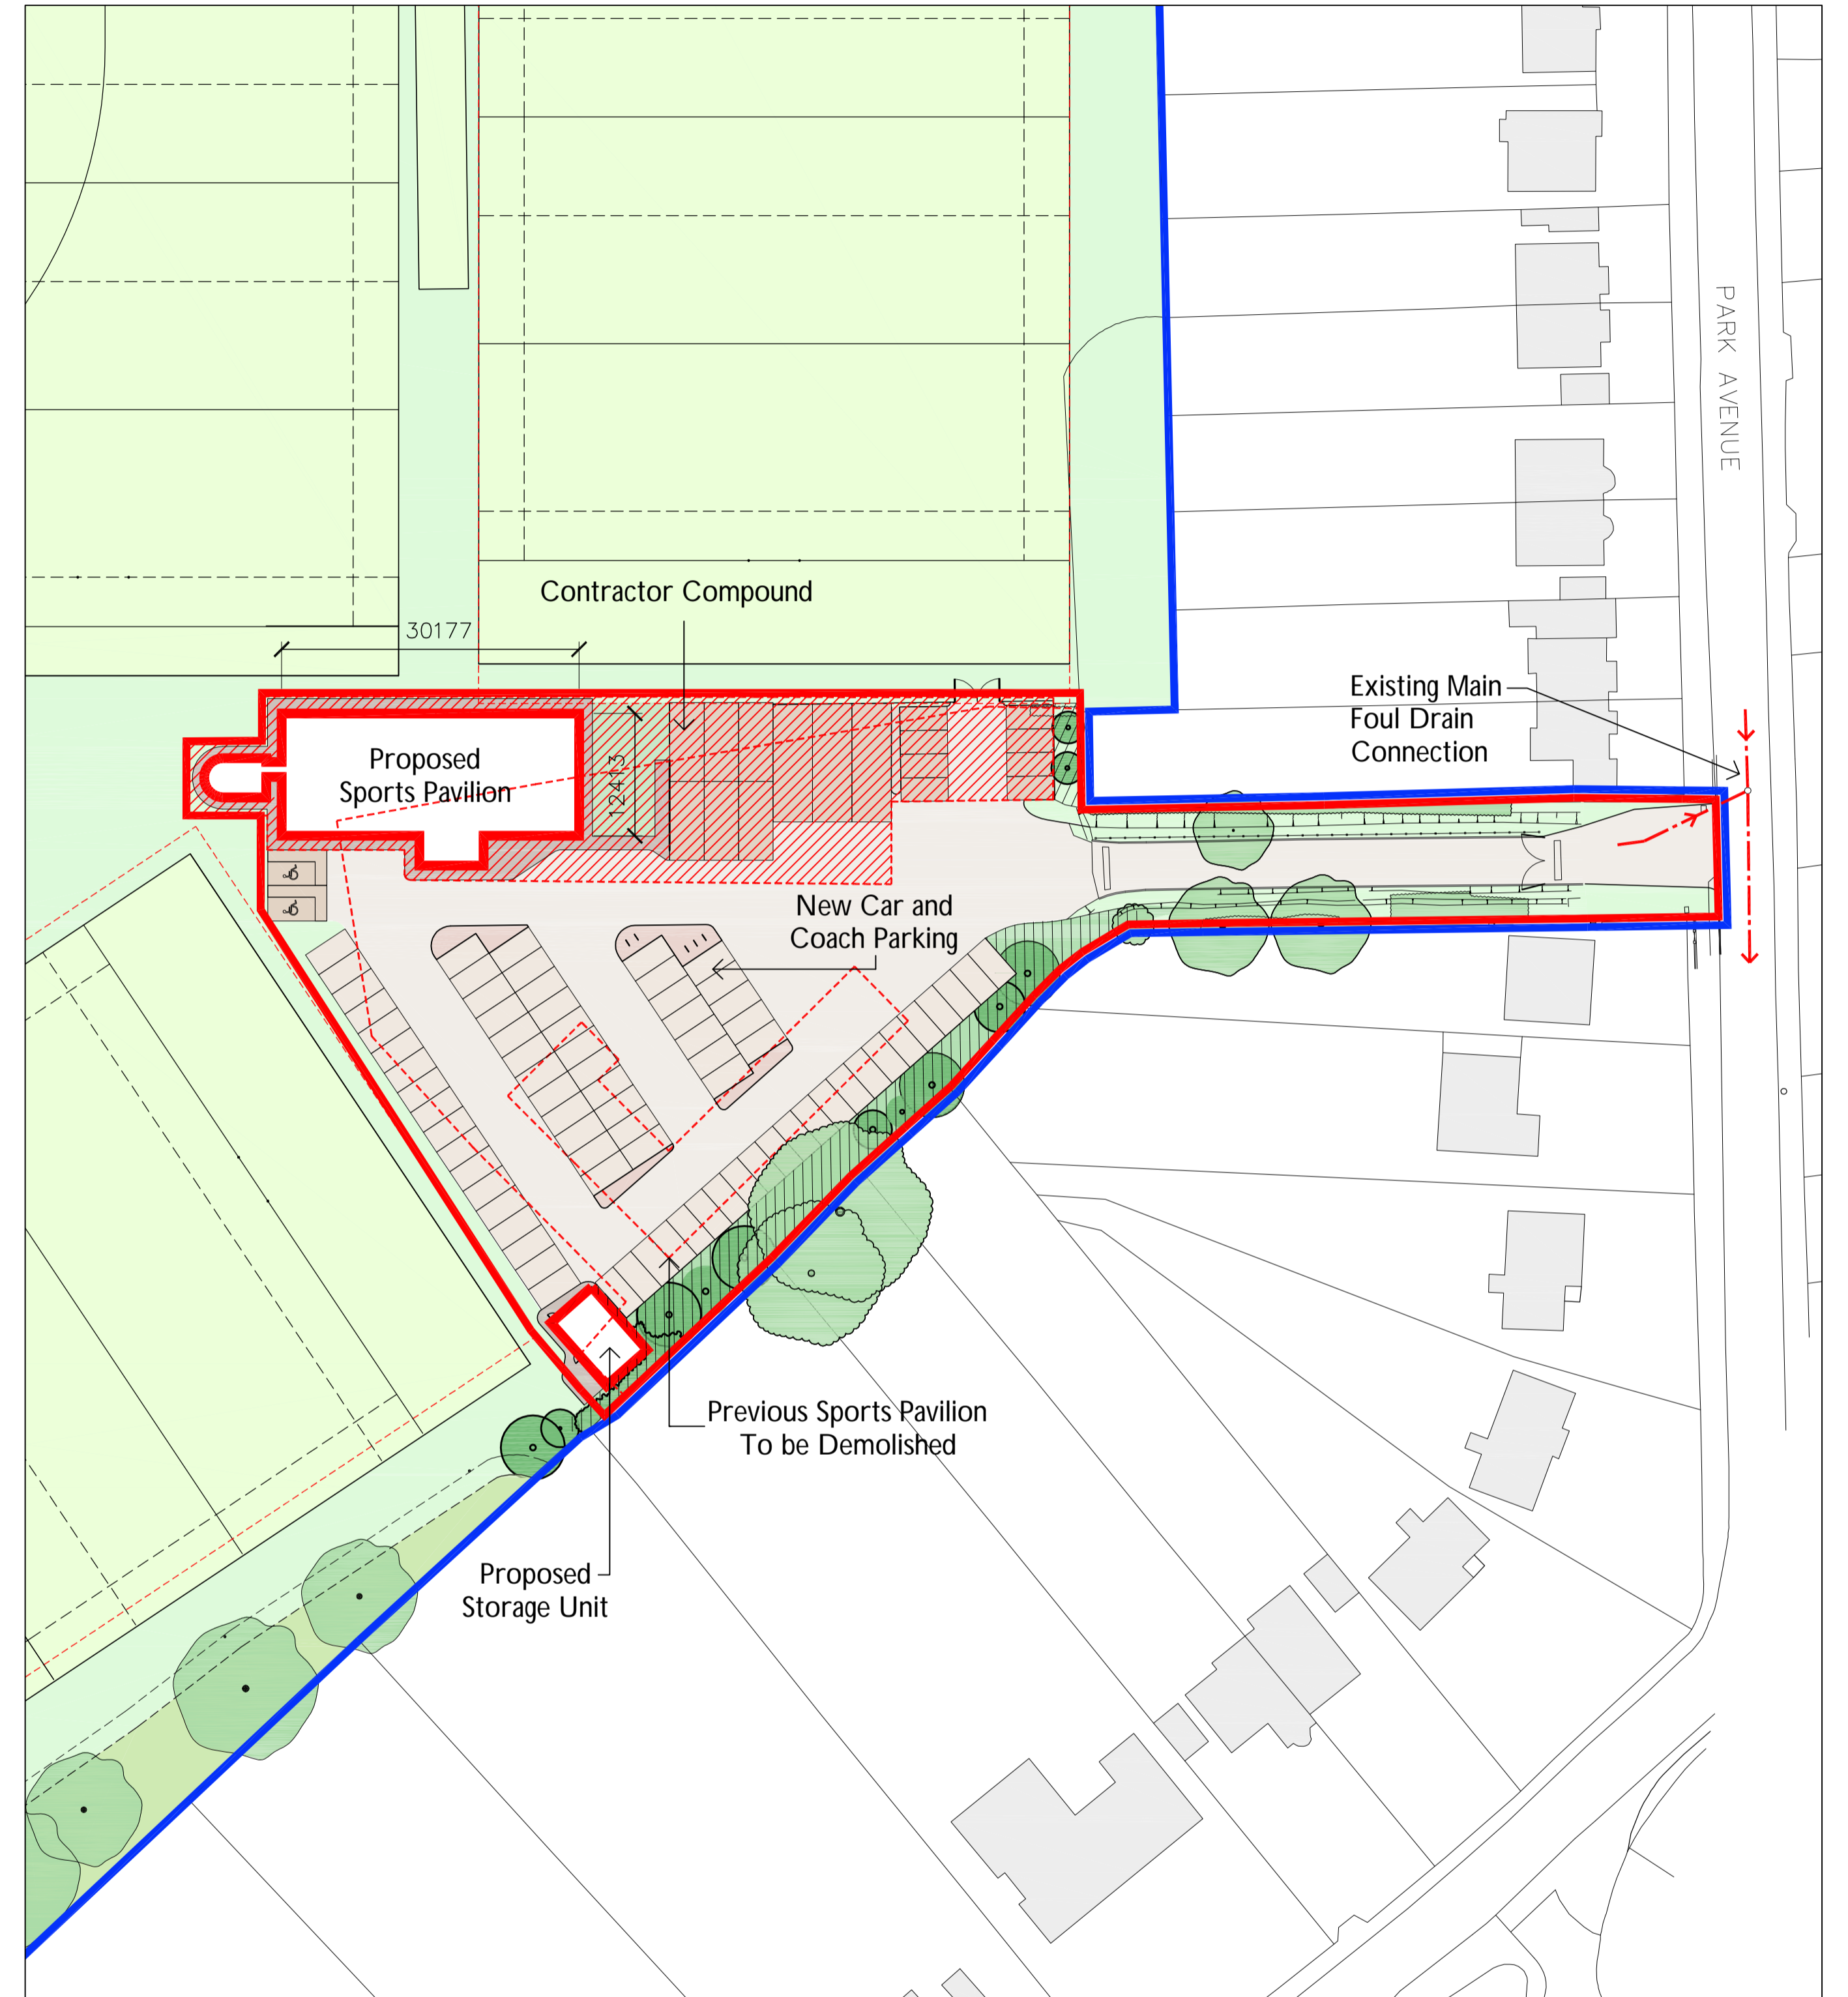 PARK AVENUE
Contractor Compound
30177
Existing Main
Foul Drain
Connection
Proposed
Sports Pavilion
12413
New Car and
Coach Parking
Previous Sports Pavilion
To be Demolished
Proposed
Storage Unit